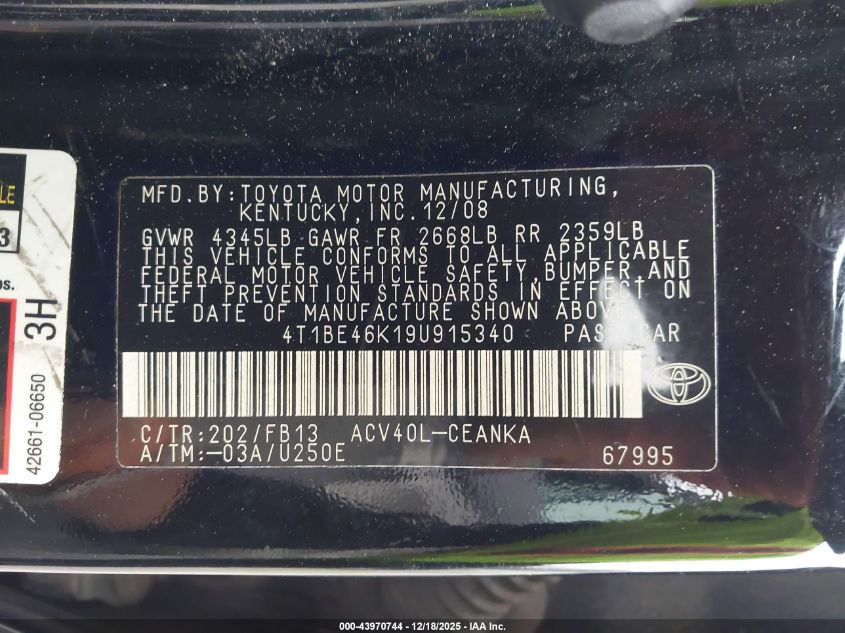 MFD.BY:TOYOTA MOTOR MANUFACTURING,
KENTUCKY,INC.12/08
GVWR 4345LB GAWR FR 2668LB RR 2359LB
THIS VEHICLE CONFORMS TO ALL APPLICABLE
FEDERAL MOTOR VEHICLE SAFETY,BUMPER,AND
THEFT PREVENTION STANDARDS IN EFFECT ON
THE DATE OF MANUFACTURE SHOWN ABOVE.
4T1BE46K19U915340 PASS CAR
C/TR:202/FB13 ACV40L-CEANKA
A/TM:-03A/U250E 67995
3
3H
42661-06650
000-43970744 / 12/18/2025 / IAA Inc.